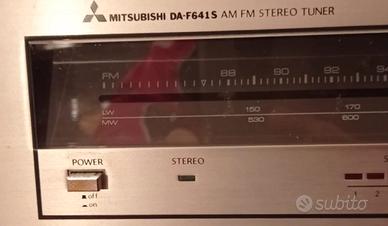 MITSUBISHI DA-F641S AM FM STEREO TUNER
FM 88 90 92 94
LW 150 170
MW 530 600
POWER STEREO S
off
on
1 2
subito